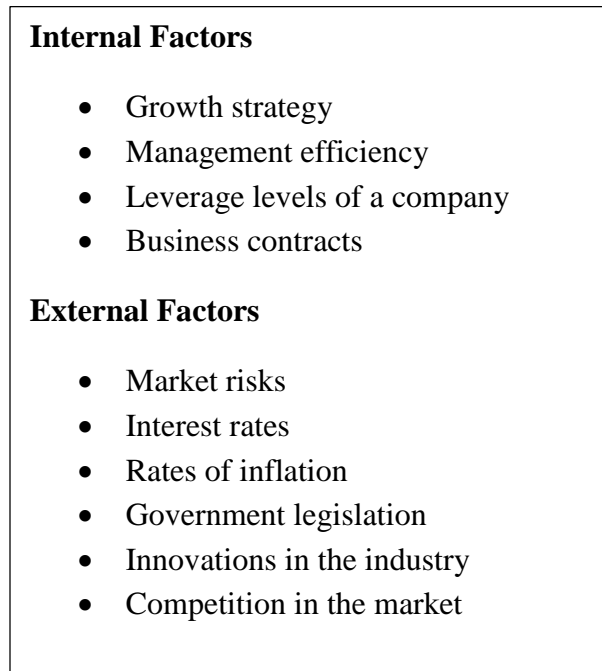 Internal Factors
• Growth strategy
• Management efficiency
• Leverage levels of a company
• Business contracts
External Factors
• Market risks
• Interest rates
• Rates of inflation
• Government legislation
• Innovations in the industry
• Competition in the market